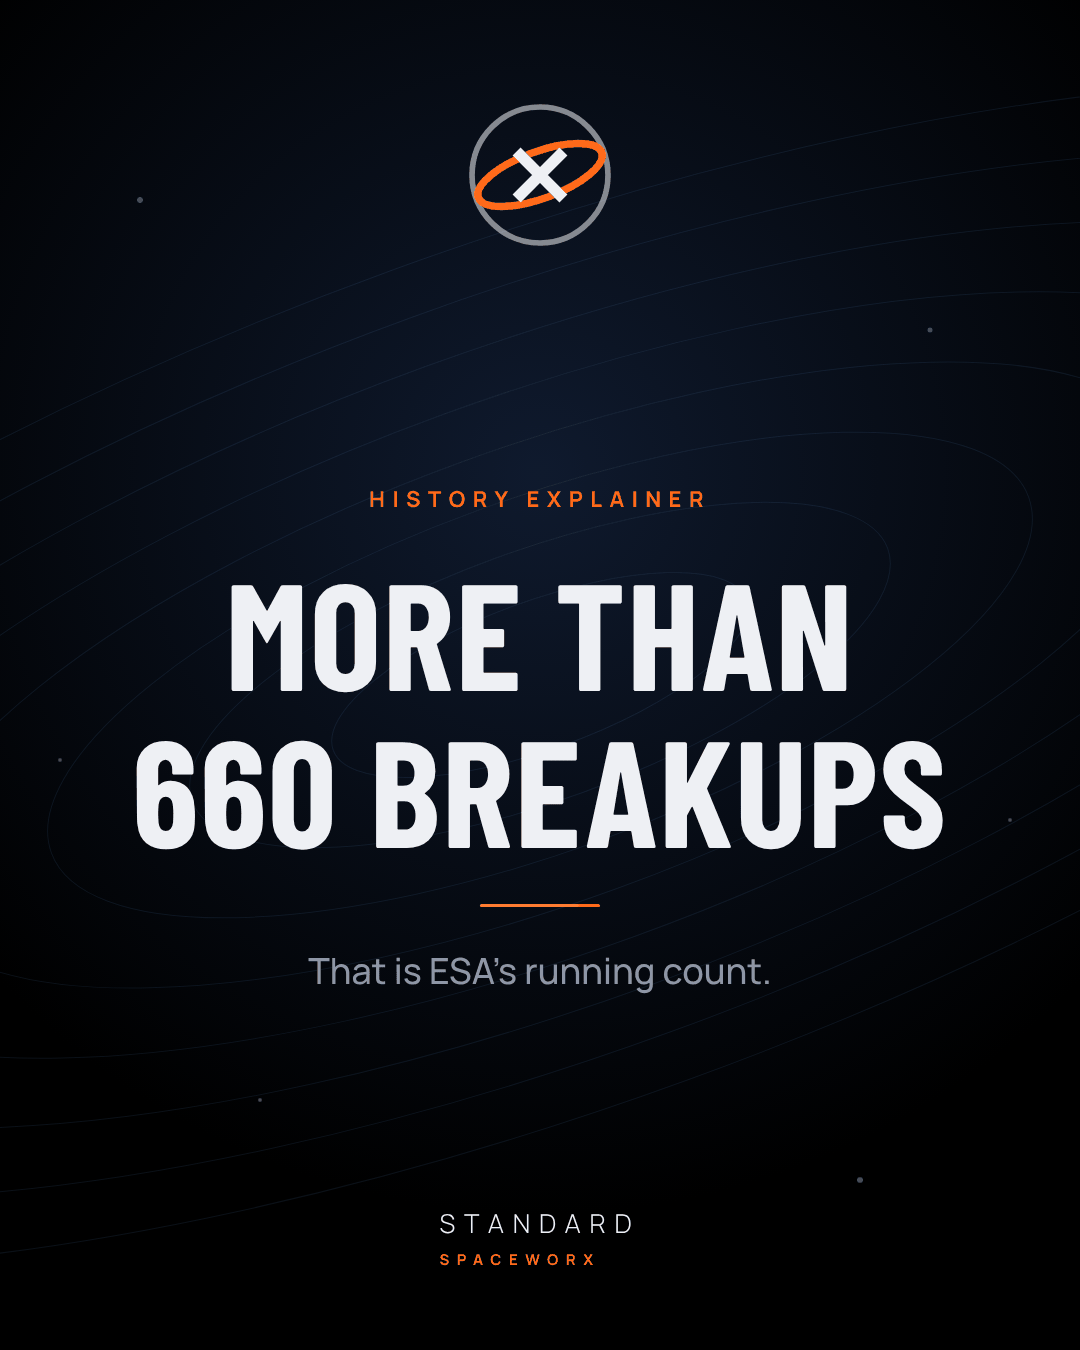 HISTORY EXPLAINER
MORE THAN
660 BREAKUPS
That is ESA’s running count.
STANDARD
SPACEWORX